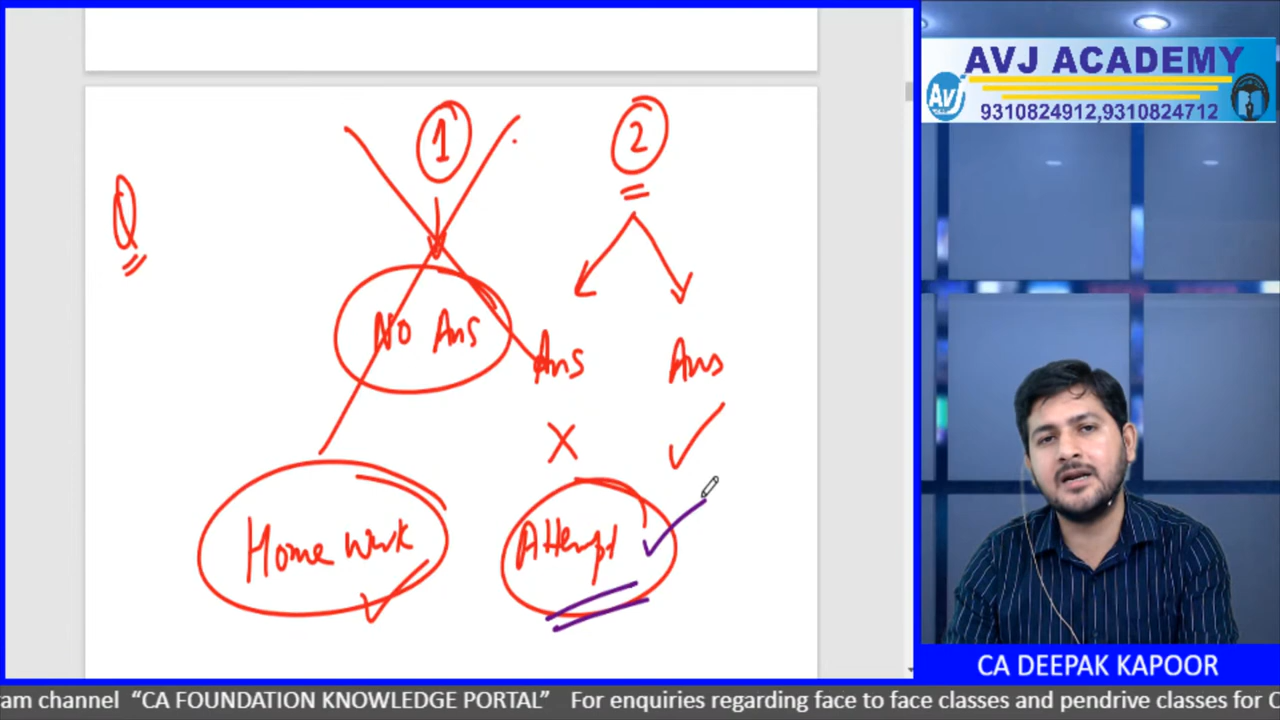 AVJ ACADEMY
AVJ
9310824912,9310824712
1
2
Q
No Ans
Ans
Ans
Home Work
Attempt
CA DEEPAK KAPOOR
am channel "CA FOUNDATION KNOWLEDGE PORTAL" For enquiries regarding face to face classes and pendrive classes for C